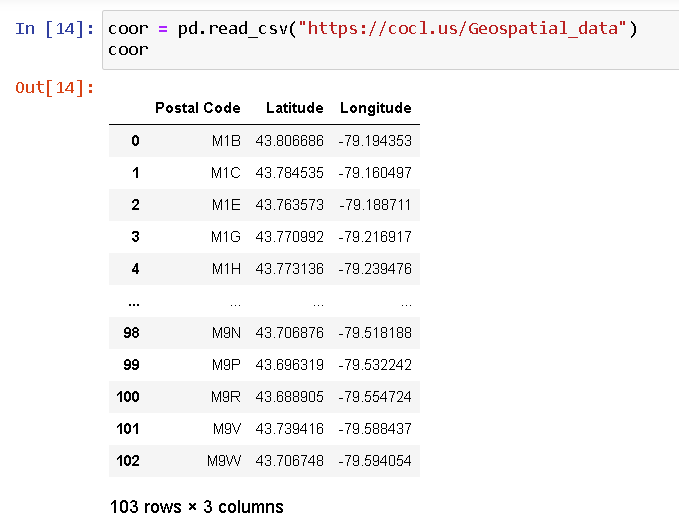 In [14]: coor = pd.read_csv("https://cocl.us/Geospatial_data")
coor
Out[14]:
Postal Code Latitude Longitude
0 M1B 43.806686 -79.194353
1 M1C 43.784535 -79.160497
2 M1E 43.763573 -79.188711
3 M1G 43.770992 -79.216917
4 M1H 43.773136 -79.239476
... ... ... ...
98 M9N 43.706876 -79.518188
99 M9P 43.696319 -79.532242
100 M9R 43.688905 -79.554724
101 M9V 43.739416 -79.588437
102 M9W 43.706748 -79.594054
103 rows × 3 columns